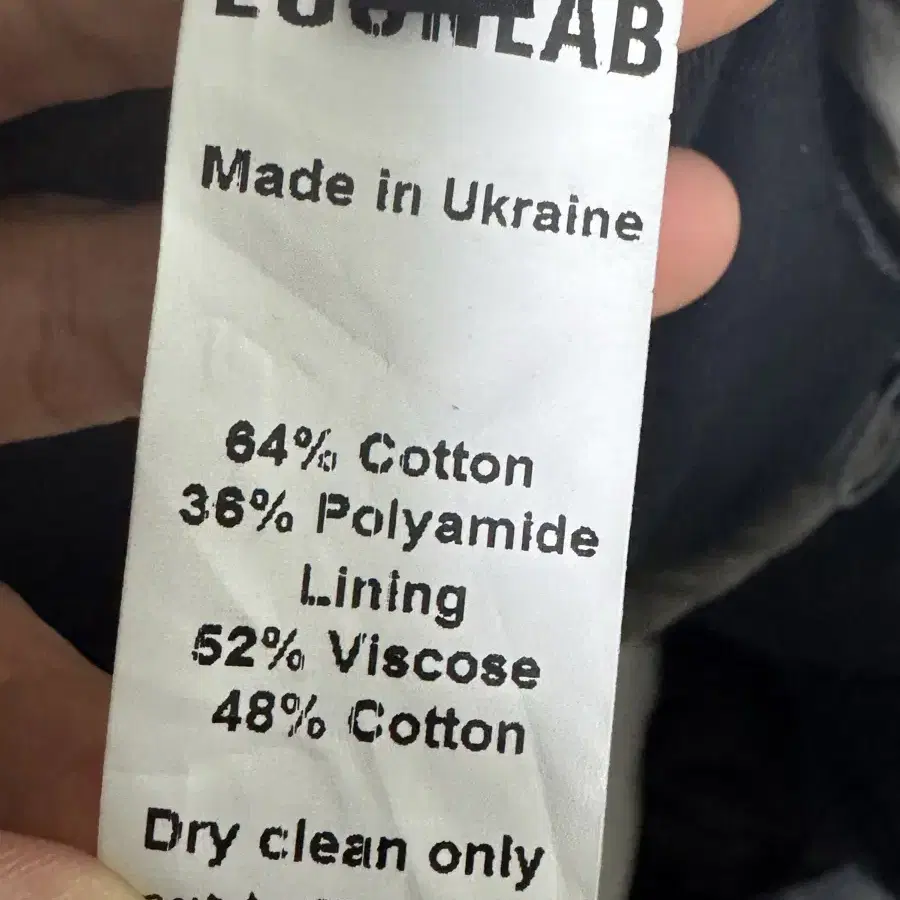 Made in Ukraine
64% Cotton
36% Polyamide
Lining
52% Viscose
48% Cotton
Dry clean only